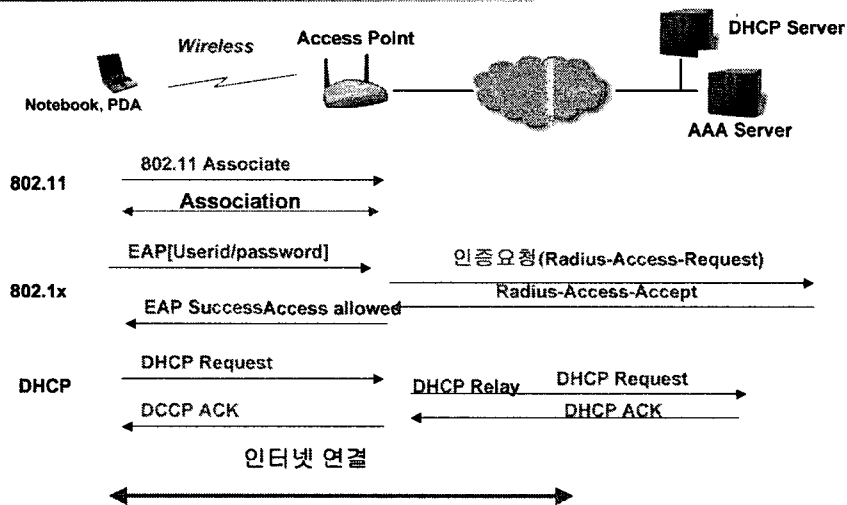 Wireless
Access Point
DHCP Server
Notebook, PDA
AAA Server
802.11
802.11 Associate
Association
EAP[Userid/password]
인증요청(Radius-Access-Request)
802.1x
Radius-Access-Accept
EAP SuccessAccess allowed
DHCP Request
DHCP
DHCP Relay
DHCP Request
DCCP ACK
DHCP ACK
인터넷 연결